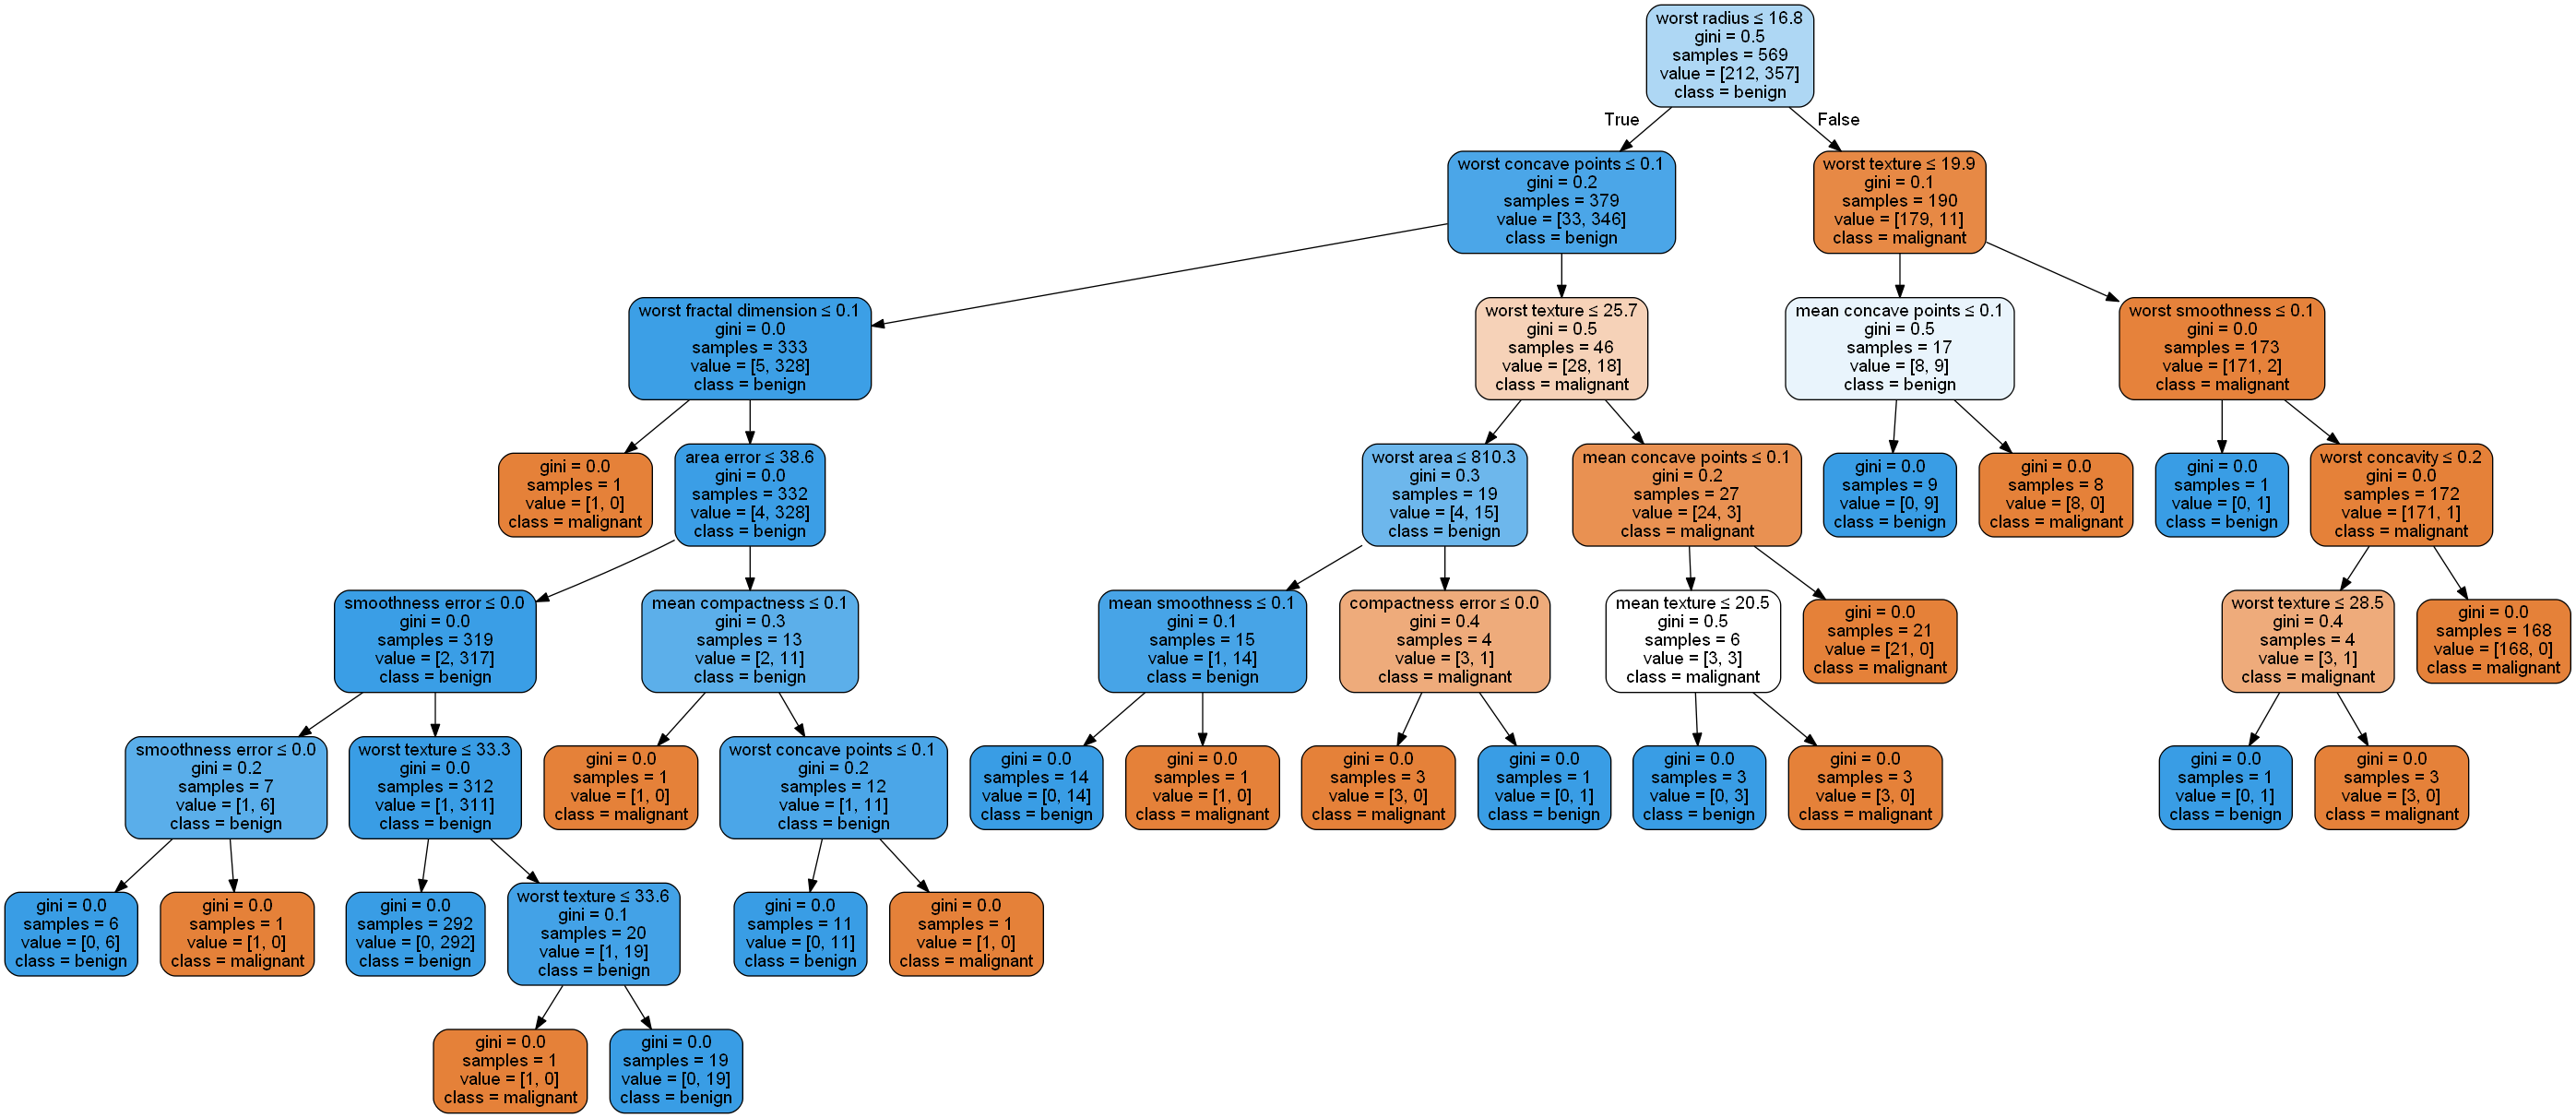 worst radius ≤ 16.8
gini = 0.5
samples = 569
value = [212, 357]
class = benign
True
False
worst concave points ≤ 0.1
gini = 0.2
samples = 379
value = [33, 346]
class = benign
worst texture ≤ 19.9
gini = 0.1
samples = 190
value = [179, 11]
class = malignant
worst fractal dimension ≤ 0.1
gini = 0.0
samples = 333
value = [5, 328]
class = benign
worst texture ≤ 25.7
gini = 0.5
samples = 46
value = [28, 18]
class = malignant
mean concave points ≤ 0.1
gini = 0.5
samples = 17
value = [8, 9]
class = benign
worst smoothness ≤ 0.1
gini = 0.0
samples = 173
value = [171, 2]
class = malignant
gini = 0.0
samples = 1
value = [1, 0]
class = malignant
area error ≤ 38.6
gini = 0.0
samples = 332
value = [4, 328]
class = benign
worst area ≤ 810.3
gini = 0.3
samples = 19
value = [4, 15]
class = benign
mean concave points ≤ 0.1
gini = 0.2
samples = 27
value = [24, 3]
class = malignant
gini = 0.0
samples = 9
value = [0, 9]
class = benign
gini = 0.0
samples = 8
value = [8, 0]
class = malignant
gini = 0.0
samples = 1
value = [0, 1]
class = benign
worst concavity ≤ 0.2
gini = 0.0
samples = 172
value = [171, 1]
class = malignant
smoothness error ≤ 0.0
gini = 0.0
samples = 319
value = [2, 317]
class = benign
mean compactness ≤ 0.1
gini = 0.3
samples = 13
value = [2, 11]
class = benign
mean smoothness ≤ 0.1
gini = 0.1
samples = 15
value = [1, 14]
class = benign
compactness error ≤ 0.0
gini = 0.4
samples = 4
value = [3, 1]
class = malignant
mean texture ≤ 20.5
gini = 0.5
samples = 6
value = [3, 3]
class = malignant
gini = 0.0
samples = 21
value = [21, 0]
class = malignant
worst texture ≤ 28.5
gini = 0.4
samples = 4
value = [3, 1]
class = malignant
gini = 0.0
samples = 168
value = [168, 0]
class = malignant
smoothness error ≤ 0.0
gini = 0.2
samples = 7
value = [1, 6]
class = benign
worst texture ≤ 33.3
gini = 0.0
samples = 312
value = [1, 311]
class = benign
gini = 0.0
samples = 1
value = [1, 0]
class = malignant
worst concave points ≤ 0.1
gini = 0.2
samples = 12
value = [1, 11]
class = benign
gini = 0.0
samples = 14
value = [0, 14]
class = benign
gini = 0.0
samples = 1
value = [1, 0]
class = malignant
gini = 0.0
samples = 3
value = [3, 0]
class = malignant
gini = 0.0
samples = 1
value = [0, 1]
class = benign
gini = 0.0
samples = 3
value = [0, 3]
class = benign
gini = 0.0
samples = 3
value = [3, 0]
class = malignant
gini = 0.0
samples = 1
value = [0, 1]
class = benign
gini = 0.0
samples = 3
value = [3, 0]
class = malignant
gini = 0.0
samples = 6
value = [0, 6]
class = benign
gini = 0.0
samples = 1
value = [1, 0]
class = malignant
gini = 0.0
samples = 292
value = [0, 292]
class = benign
worst texture ≤ 33.6
gini = 0.1
samples = 20
value = [1, 19]
class = benign
gini = 0.0
samples = 11
value = [0, 11]
class = benign
gini = 0.0
samples = 1
value = [1, 0]
class = malignant
gini = 0.0
samples = 1
value = [1, 0]
class = malignant
gini = 0.0
samples = 19
value = [0, 19]
class = benign